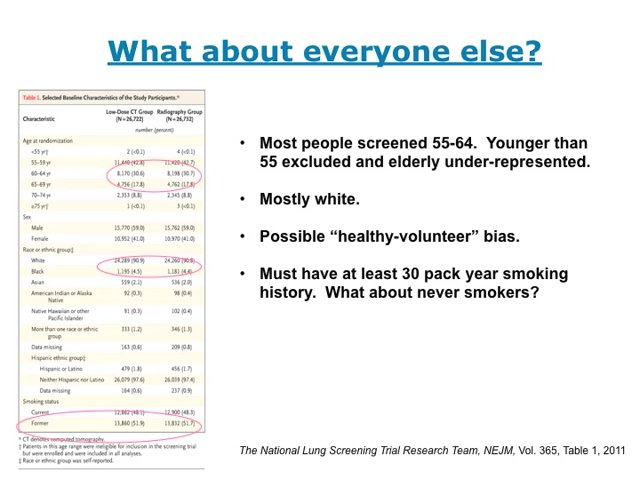 What about everyone else?
Table 1. Selected Baseline Characteristics of the Study Participants.*
Characteristic Low-Dose CT Group (N=26,722) Radiography Group (N=26,732)
number (percent)
Age at randomization
<55 yr† 2 (<0.1) 4 (<0.1)
55–59 yr 11,440 (42.8) 11,420 (42.7)
60–64 yr 8,170 (30.6) 8,198 (30.7)
65–69 yr 4,756 (17.8) 4,762 (17.8)
70–74 yr 2,353 (8.8) 2,345 (8.8)
≥75 yr† 1 (<0.1) 3 (<0.1)
Sex
Male 15,770 (59.0) 15,762 (59.0)
Female 10,952 (41.0) 10,970 (41.0)
Race or ethnic group‡
White 24,289 (90.9) 24,260 (90.8)
Black 1,195 (4.5) 1,181 (4.4)
Asian 559 (2.1) 536 (2.0)
American Indian or Alaska Native 92 (0.3) 98 (0.4)
Native Hawaiian or other Pacific Islander 91 (0.3) 102 (0.4)
More than one race or ethnic group 333 (1.2) 346 (1.3)
Data missing 163 (0.6) 209 (0.8)
Hispanic ethnic group‡
Hispanic or Latino 479 (1.8) 456 (1.7)
Neither Hispanic nor Latino 26,079 (97.6) 26,039 (97.4)
Data missing 164 (0.6) 237 (0.9)
Smoking status
Current 12,862 (48.1) 12,900 (48.3)
Former 13,860 (51.9) 13,832 (51.7)
* CT denotes computed tomography.
† Patients in this age range were ineligible for inclusion in the screening trial
but were enrolled and were included in all analyses.
‡ Race or ethnic group was self-reported.
• Most people screened 55-64. Younger than
55 excluded and elderly under-represented.
• Mostly white.
• Possible “healthy-volunteer” bias.
• Must have at least 30 pack year smoking
history. What about never smokers?
The National Lung Screening Trial Research Team, NEJM, Vol. 365, Table 1, 2011